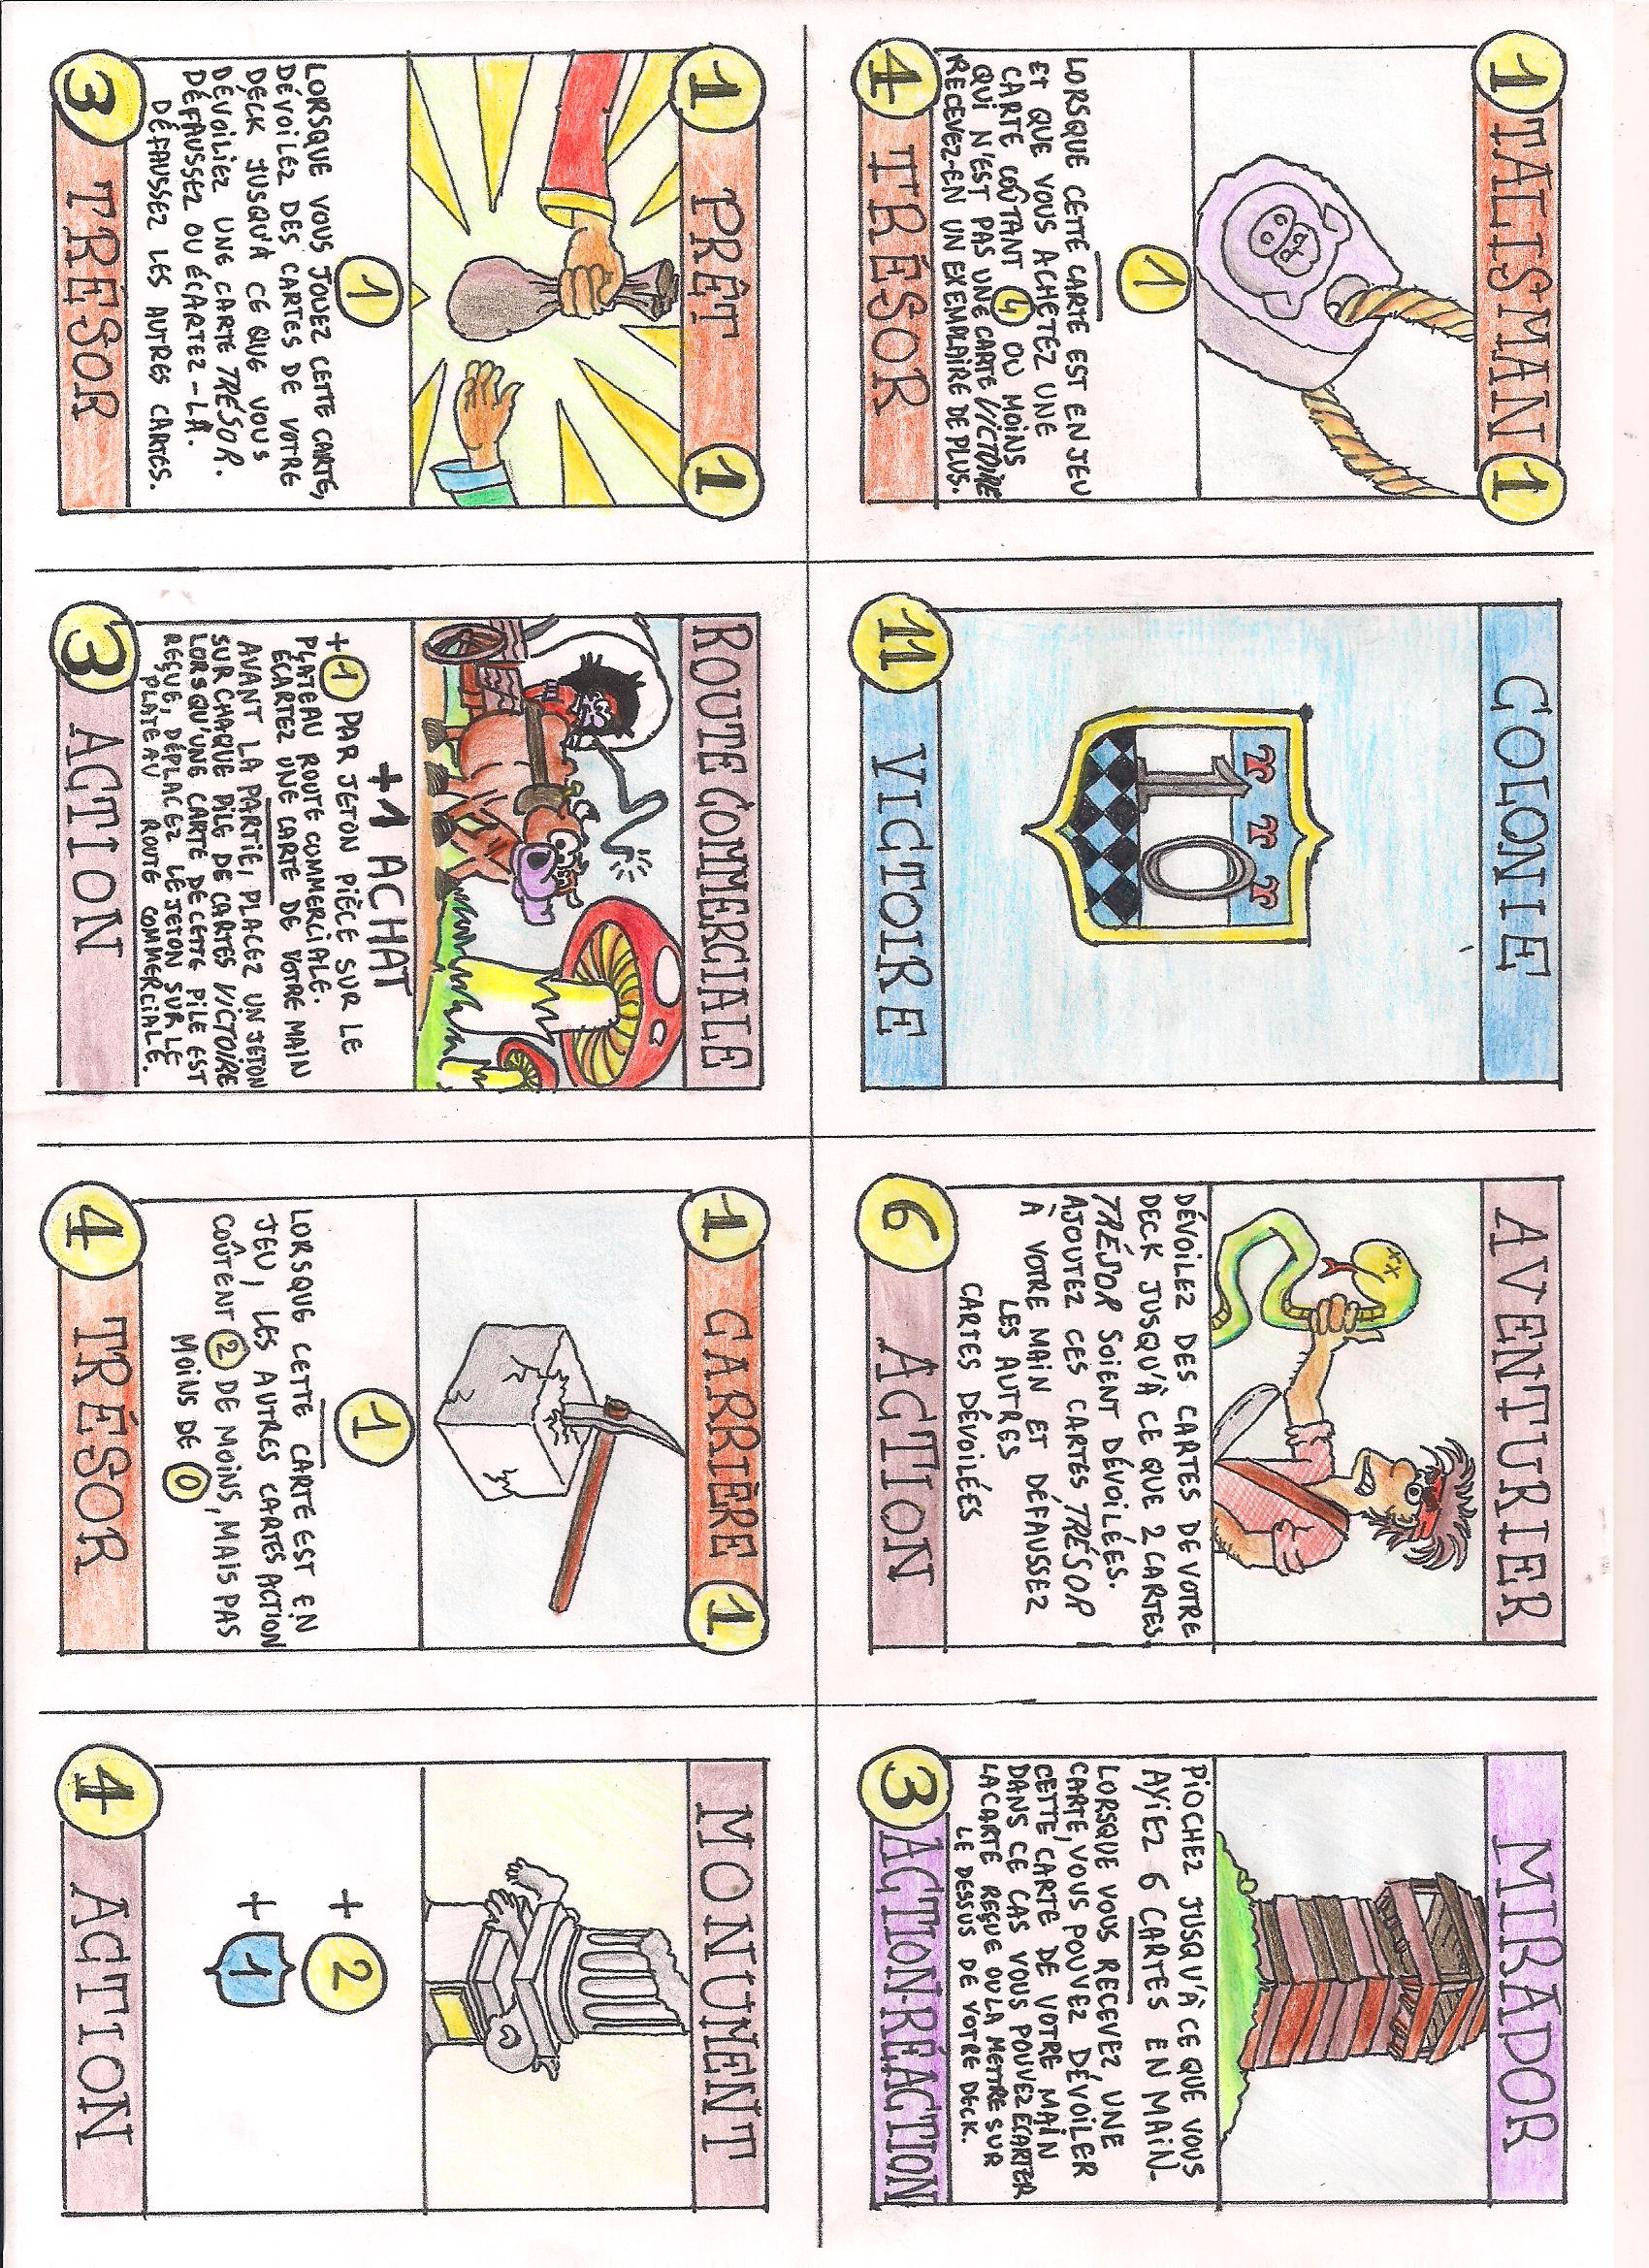 1 TALISMAN 1
1
LORSQUE CETTE CARTE EST EN JEU
ET QUE VOUS ACHETEZ UNE
CARTE COÛTANT 4 OU MOINS
QUI N'EST PAS UNE CARTE VICTOIRE
RECEVEZ-EN UN EXEMPLAIRE DE PLUS.
4 TRÉSOR
COLONIE
10
11 VICTOIRE
AVENTURIER
DÉVOILEZ DES CARTES DE VOTRE
DECK JUSQU'À CE QUE 2 CARTES
TRÉSOR SOIENT DÉVOILÉES.
AJOUTEZ CES CARTES TRÉSOR
À VOTRE MAIN ET DÉFAUSSEZ
LES AUTRES
CARTES DÉVOILÉES
6 ACTION
MIRADOR
PIOCHEZ JUSQU'À CE QUE VOUS
AYIEZ 6 CARTES EN MAIN.
LORSQUE VOUS RECEVEZ UNE
CARTE, VOUS POUVEZ DÉVOILER
CETTE CARTE DE VOTRE MAIN
DANS CE CAS VOUS POUVEZ ÉCARTER
LA CARTE REÇUE OU LA METTRE SUR
LE DESSUS DE VOTRE DECK.
3 ACTION-RÉACTION
1 PRÊT 1
1
LORSQUE VOUS JOUEZ CETTE CARTE,
DÉVOILEZ DES CARTES DE VOTRE
DECK JUSQU'À CE QUE VOUS
DÉVOILIEZ UNE CARTE TRÉSOR.
DÉFAUSSEZ OU ÉCARTEZ-LA.
DÉFAUSSEZ LES AUTRES CARTES.
3 TRÉSOR
ROUTE COMMERCIALE
+1 ACHAT
+1 PAR JETON PIÈCE SUR LE
PLATEAU ROUTE COMMERCIALE.
ÉCARTEZ UNE CARTE DE VOTRE MAIN
AVANT LA PARTIE, PLACEZ UN JETON
SUR CHAQUE PILE DE CARTES VICTOIRE
LORSQU'UNE CARTE DE CETTE PILE EST
REÇUE, DÉPLACEZ LE JETON SUR LE
PLATEAU ROUTE COMMERCIALE.
3 ACTION
1 CARRIÈRE 1
1
LORSQUE CETTE CARTE EST EN
JEU, LES AUTRES CARTES ACTION
COÛTENT 2 DE MOINS, MAIS PAS
MOINS DE 0
4 TRÉSOR
MONUMENT
+ 2
+ 1
4 ACTION